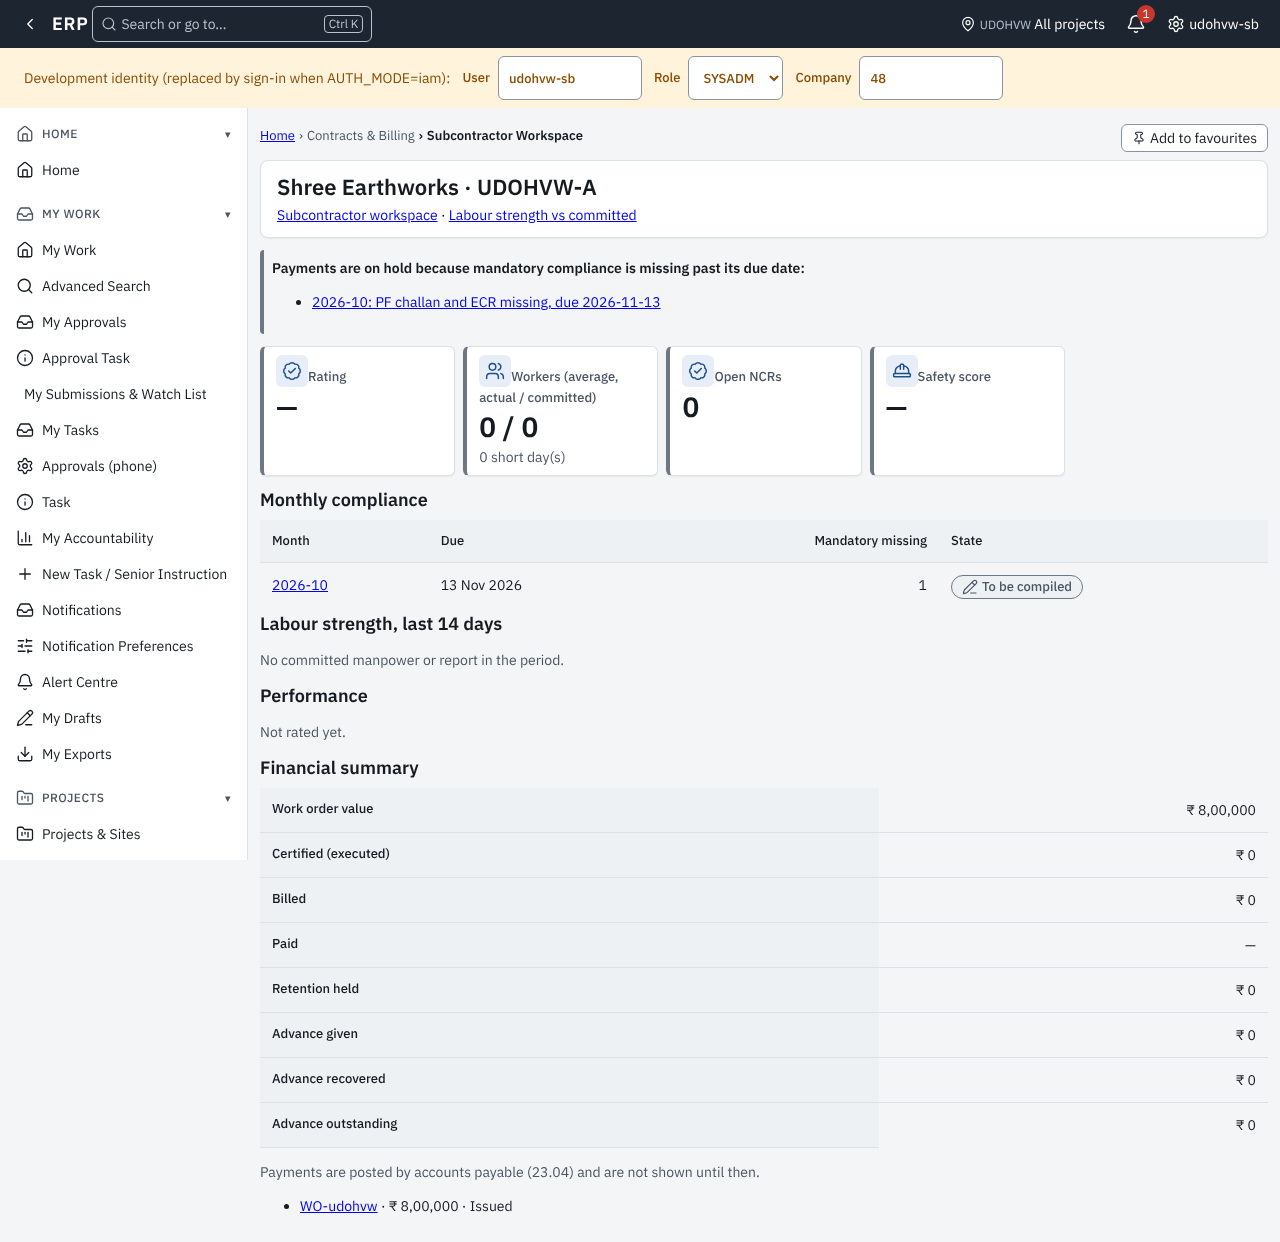 ERP
Search or go to...
Ctrl K
UDOHVW All projects
1
udohvw-sb
Development identity (replaced by sign-in when AUTH_MODE=iam):
User
udohvw-sb
Role
SYSADM
Company
48
HOME
Home
MY WORK
My Work
Advanced Search
My Approvals
Approval Task
My Submissions & Watch List
My Tasks
Approvals (phone)
Task
My Accountability
New Task / Senior Instruction
Notifications
Notification Preferences
Alert Centre
My Drafts
My Exports
PROJECTS
Projects & Sites
Home › Contracts & Billing › Subcontractor Workspace
Add to favourites
Shree Earthworks · UDOHVW-A
Subcontractor workspace · Labour strength vs committed
Payments are on hold because mandatory compliance is missing past its due date:
2026-10: PF challan and ECR missing, due 2026-11-13
Rating
—
Workers (average,
actual / committed)
0 / 0
0 short day(s)
Open NCRs
0
Safety score
—
Monthly compliance
Month Due Mandatory missing State
2026-10 13 Nov 2026 1 To be compiled
Labour strength, last 14 days
No committed manpower or report in the period.
Performance
Not rated yet.
Financial summary
Work order value ₹ 8,00,000
Certified (executed) ₹ 0
Billed ₹ 0
Paid —
Retention held ₹ 0
Advance given ₹ 0
Advance recovered ₹ 0
Advance outstanding ₹ 0
Payments are posted by accounts payable (23.04) and are not shown until then.
WO-udohvw · ₹ 8,00,000 · Issued